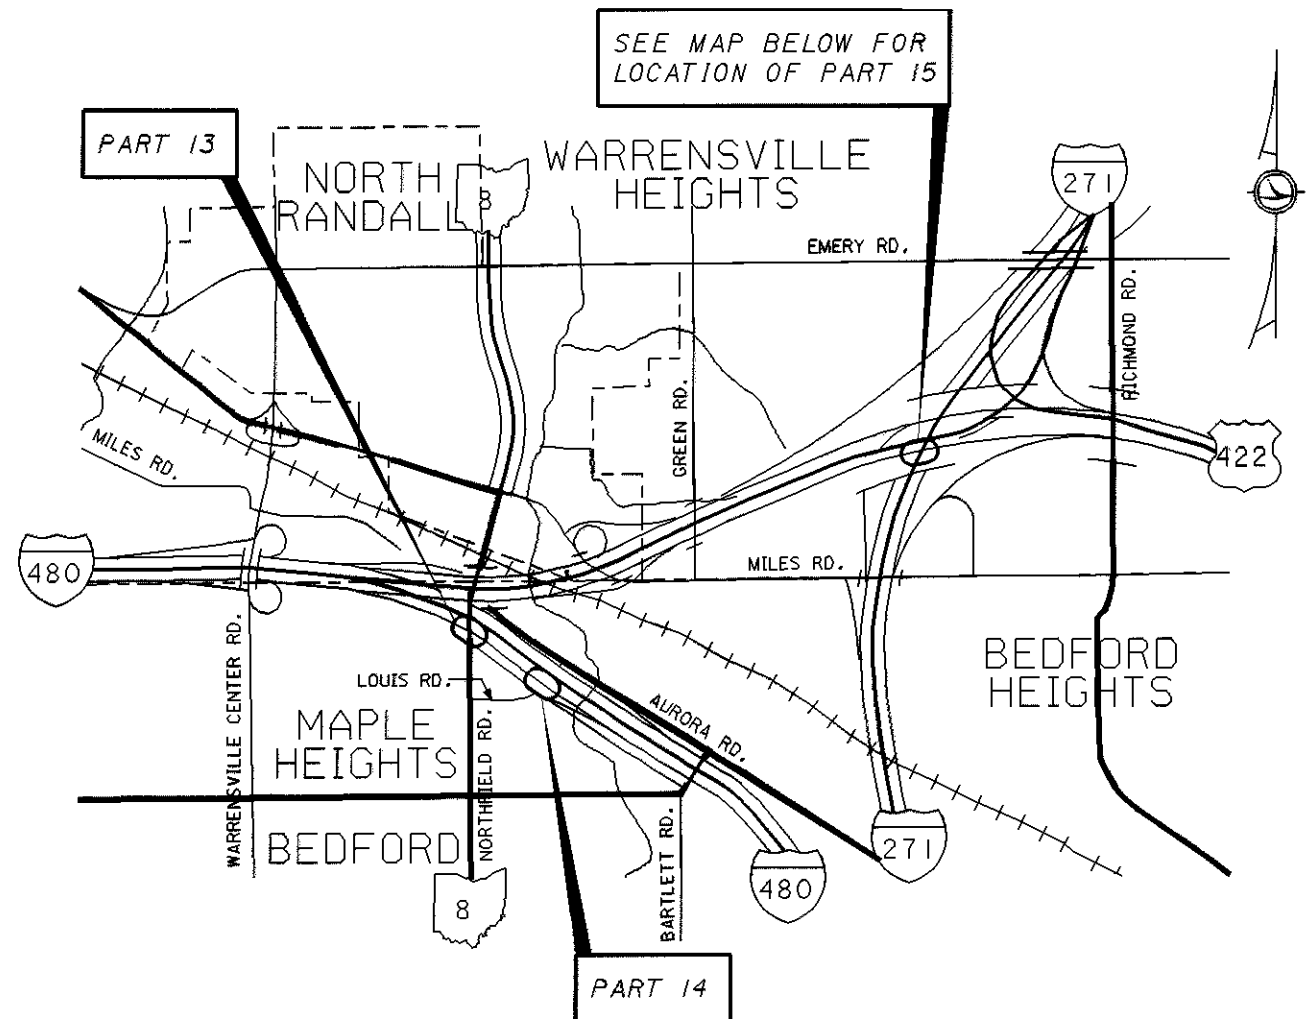 SEE MAP BELOW FOR
LOCATION OF PART 15
PART 13
NORTH
RANDALL
8
WARRENSVILLE
HEIGHTS
271
EMERY RD.
RICHMOND RD.
MILES RD.
GREEN RD.
422
480
MILES RD.
WARRENSVILLE CENTER RD.
LOUIS RD.
NORTHFIELD RD.
AURORA RD.
BEDFORD
HEIGHTS
MAPLE
HEIGHTS
BEDFORD
BARTLETT RD.
271
480
8
PART 14